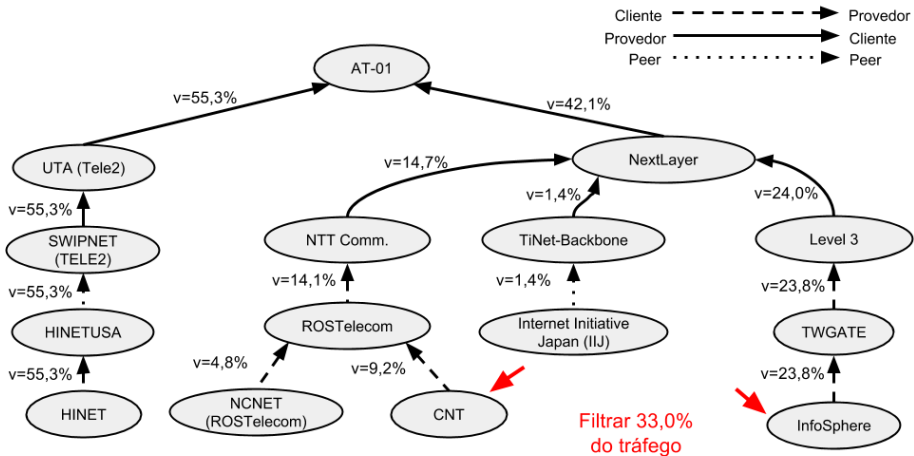 Cliente Provedor
Provedor Cliente
Peer Peer
AT-01
v=55,3%
v=42,1%
UTA (Tele2)
NextLayer
v=14,7%
v=1,4%
v=24,0%
v=55,3%
SWIPNET
(TELE2)
NTT Comm.
TiNet-Backbone
Level 3
v=55,3%
v=14,1%
v=1,4%
v=23,8%
HINETUSA
ROSTelecom
Internet Initiative
Japan (IIJ)
TWGATE
v=55,3%
v=4,8%
v=9,2%
v=23,8%
HINET
NCNET
(ROSTelecom)
CNT
Filtrar 33,0%
do tráfego
InfoSphere